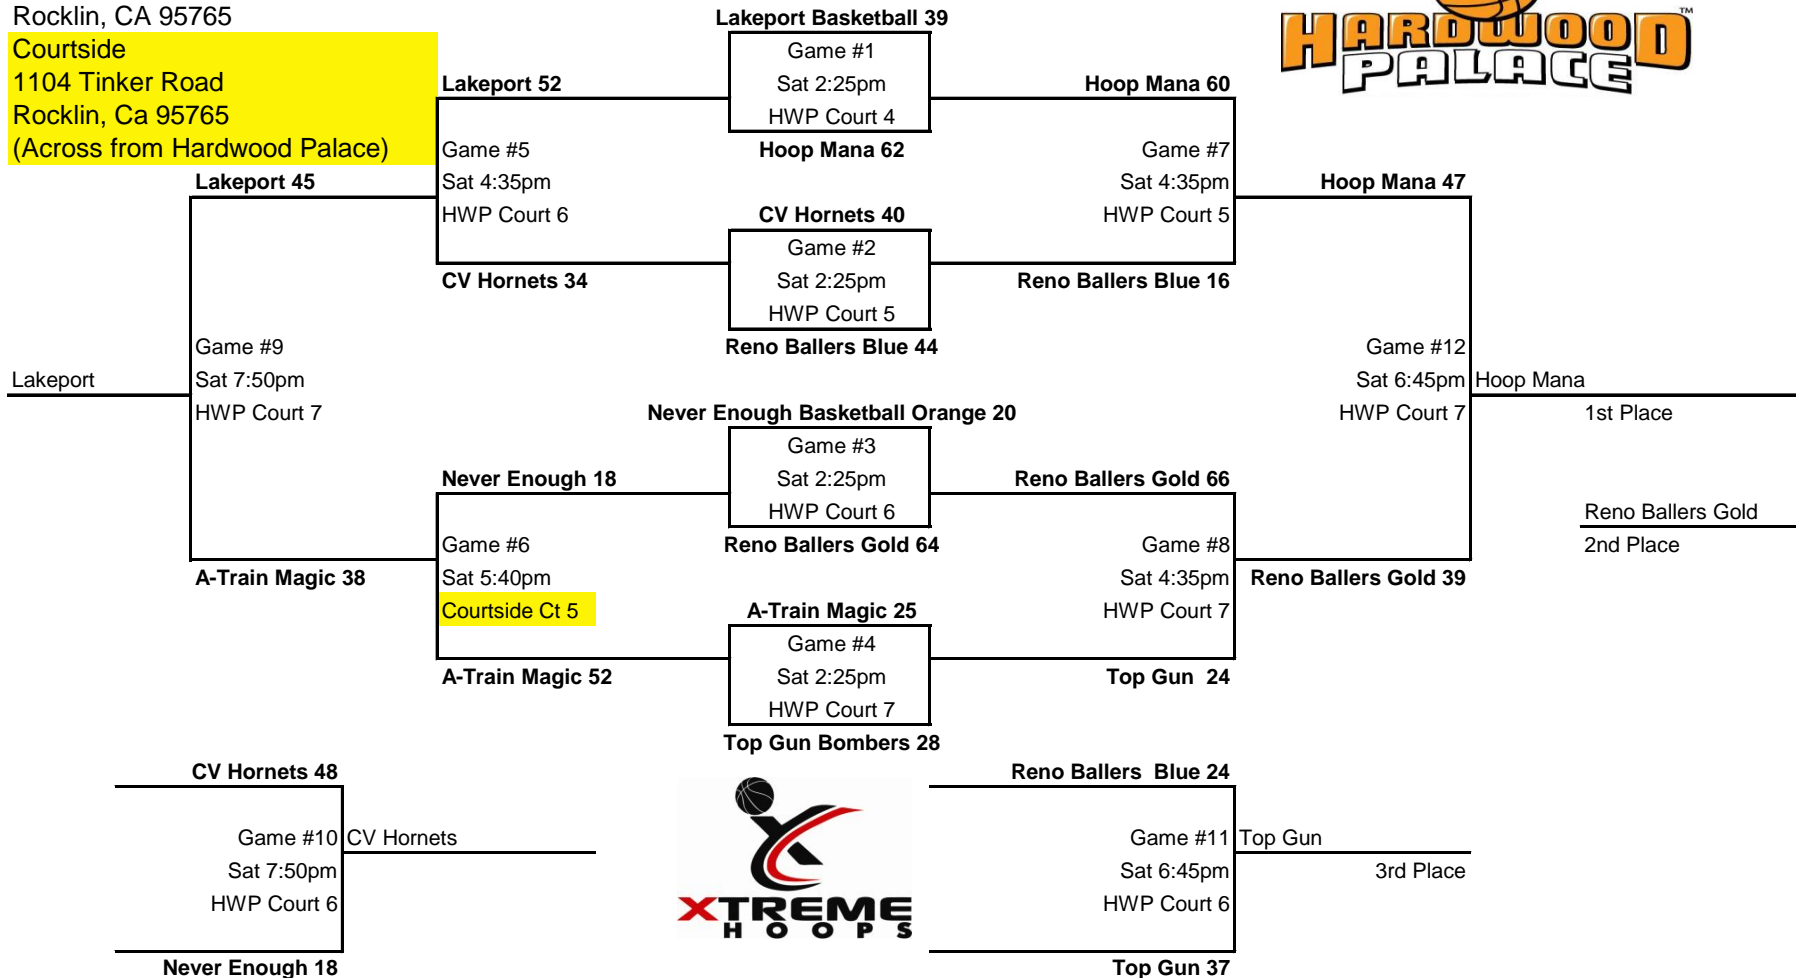 Rocklin, CA 95765
Courtside
1104 Tinker Road
Rocklin, Ca 95765
(Across from Hardwood Palace)
HARDWOOD
PALACE
TM
Lakeport Basketball 39
Game #1
Sat 2:25pm
HWP Court 4
Hoop Mana 62
Lakeport 52
Game #5
Sat 4:35pm
HWP Court 6
CV Hornets 34
Hoop Mana 60
Game #7
Sat 4:35pm
HWP Court 5
Reno Ballers Blue 16
CV Hornets 40
Game #2
Sat 2:25pm
HWP Court 5
Reno Ballers Blue 44
Lakeport 45
Game #9
Sat 7:50pm
HWP Court 7
A-Train Magic 38
Lakeport
Hoop Mana 47
Game #12
Sat 6:45pm
HWP Court 7
Reno Ballers Gold 39
Hoop Mana
1st Place
Reno Ballers Gold
2nd Place
Never Enough Basketball Orange 20
Game #3
Sat 2:25pm
HWP Court 6
Reno Ballers Gold 64
Never Enough 18
Game #6
Sat 5:40pm
Courtside Ct 5
A-Train Magic 52
Reno Ballers Gold 66
Game #8
Sat 4:35pm
HWP Court 7
Top Gun  24
A-Train Magic 25
Game #4
Sat 2:25pm
HWP Court 7
Top Gun Bombers 28
CV Hornets 48
Game #10
Sat 7:50pm
HWP Court 6
Never Enough 18
CV Hornets
XTREME
HOOPS
Reno Ballers  Blue 24
Game #11
Sat 6:45pm
HWP Court 6
Top Gun 37
Top Gun
3rd Place